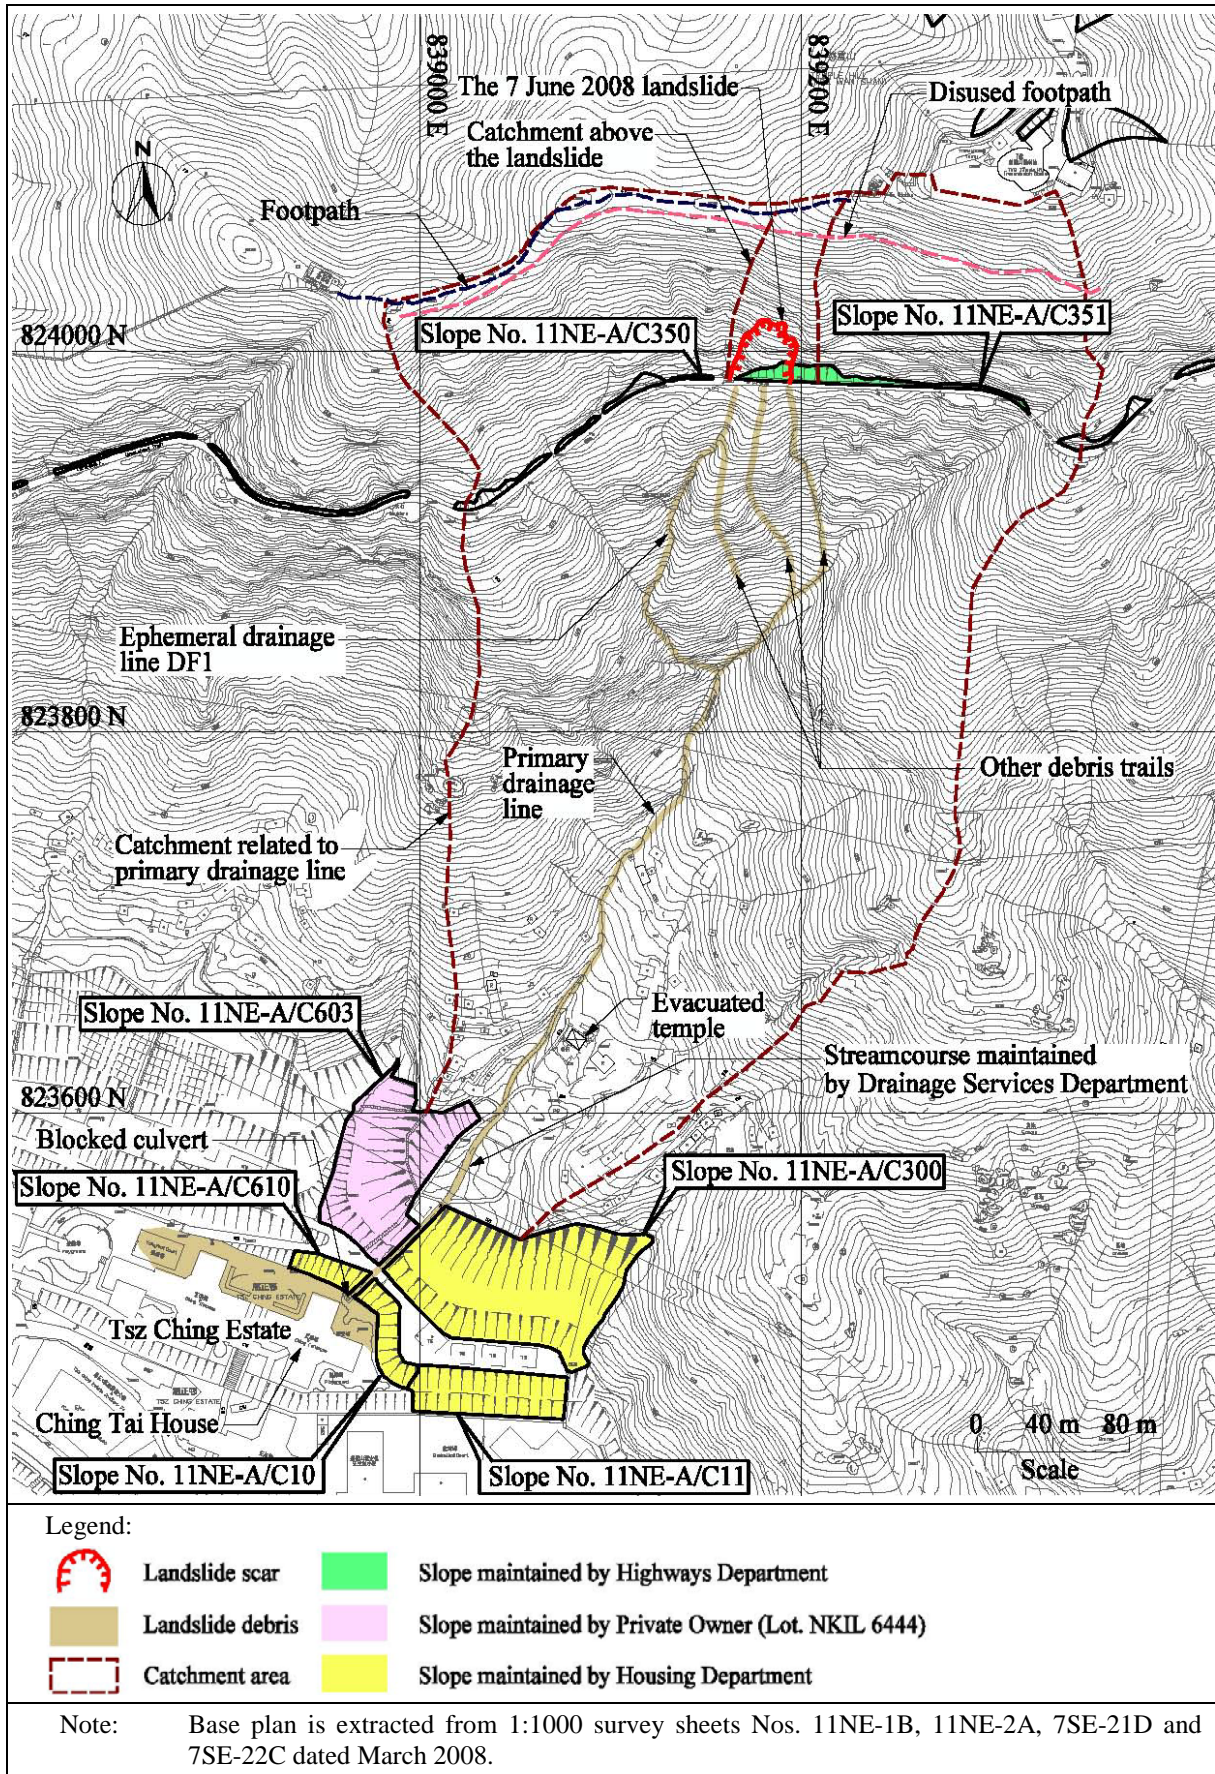 839000 E
839200 E
The 7 June 2008 landslide
Disused footpath
Catchment above
the landslide
N
Footpath
824000 N
Slope No. 11NE-A/C350
Slope No. 11NE-A/C351
Ephemeral drainage
line DF1
823800 N
Primary
drainage
line
Other debris trails
Catchment related to
primary drainage line
Slope No. 11NE-A/C603
Evacuated
temple
Streamcourse maintained
by Drainage Services Department
823600 N
Blocked culvert
Slope No. 11NE-A/C610
Slope No. 11NE-A/C300
TSZ CHING ESTATE
Tsz Ching Estate
TSZ CHING ESTATE
Ching Tai House
Slope No. 11NE-A/C10
Slope No. 11NE-A/C11
0 40 m 80 m
Scale
Legend:
Landslide scar
Slope maintained by Highways Department
Landslide debris
Slope maintained by Private Owner (Lot. NKIL 6444)
Catchment area
Slope maintained by Housing Department
Note: Base plan is extracted from 1:1000 survey sheets Nos. 11NE-1B, 11NE-2A, 7SE-21D and
7SE-22C dated March 2008.